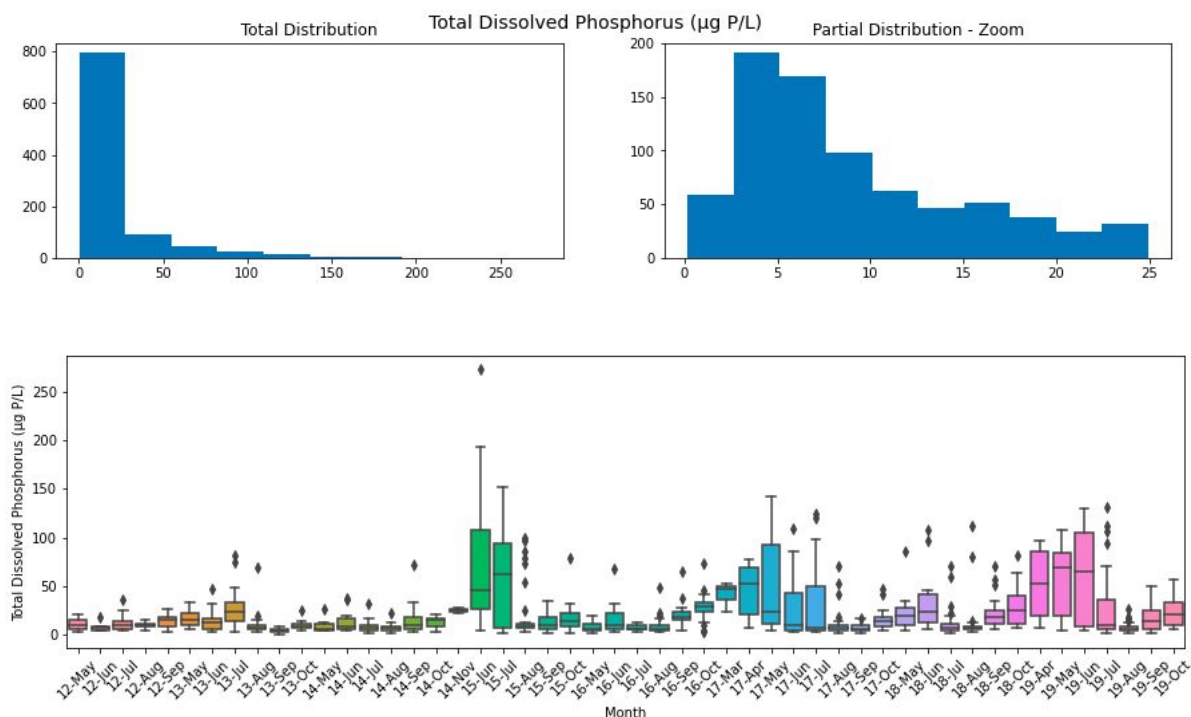 Total Dissolved Phosphorus (µg P/L)
Total Distribution
800
600
400
200
0
0 50 100 150 200 250
Partial Distribution - Zoom
200
150
100
50
0
0 5 10 15 20 25
Total Dissolved Phosphorus (µg P/L)
250
200
150
100
50
0
12-May 12-Jun 12-Jul 12-Aug 12-Sep 13-May 13-Jun 13-Jul 13-Aug 13-Sep 13-Oct 14-May 14-Jun 14-Jul 14-Aug 14-Sep 14-Oct 14-Nov 15-Jun 15-Jul 15-Aug 15-Sep 15-Oct 16-May 16-Jun 16-Jul 16-Aug 16-Sep 16-Oct 17-Mar 17-Apr 17-May 17-Jun 17-Jul 17-Aug 17-Sep 17-Oct 18-May 18-Jun 18-Jul 18-Aug 18-Sep 18-Oct 19-Apr 19-May 19-Jun 19-Jul 19-Aug 19-Sep 19-Oct
Month